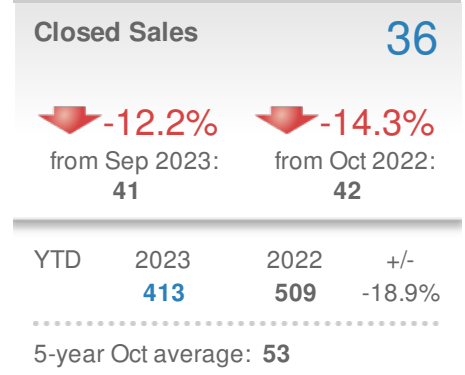 Closed Sales 36
-12.2% -14.3%
from Sep 2023: from Oct 2022:
41 42
YTD 2023 2022 +/-
413 509 -18.9%
5-year Oct average: 53